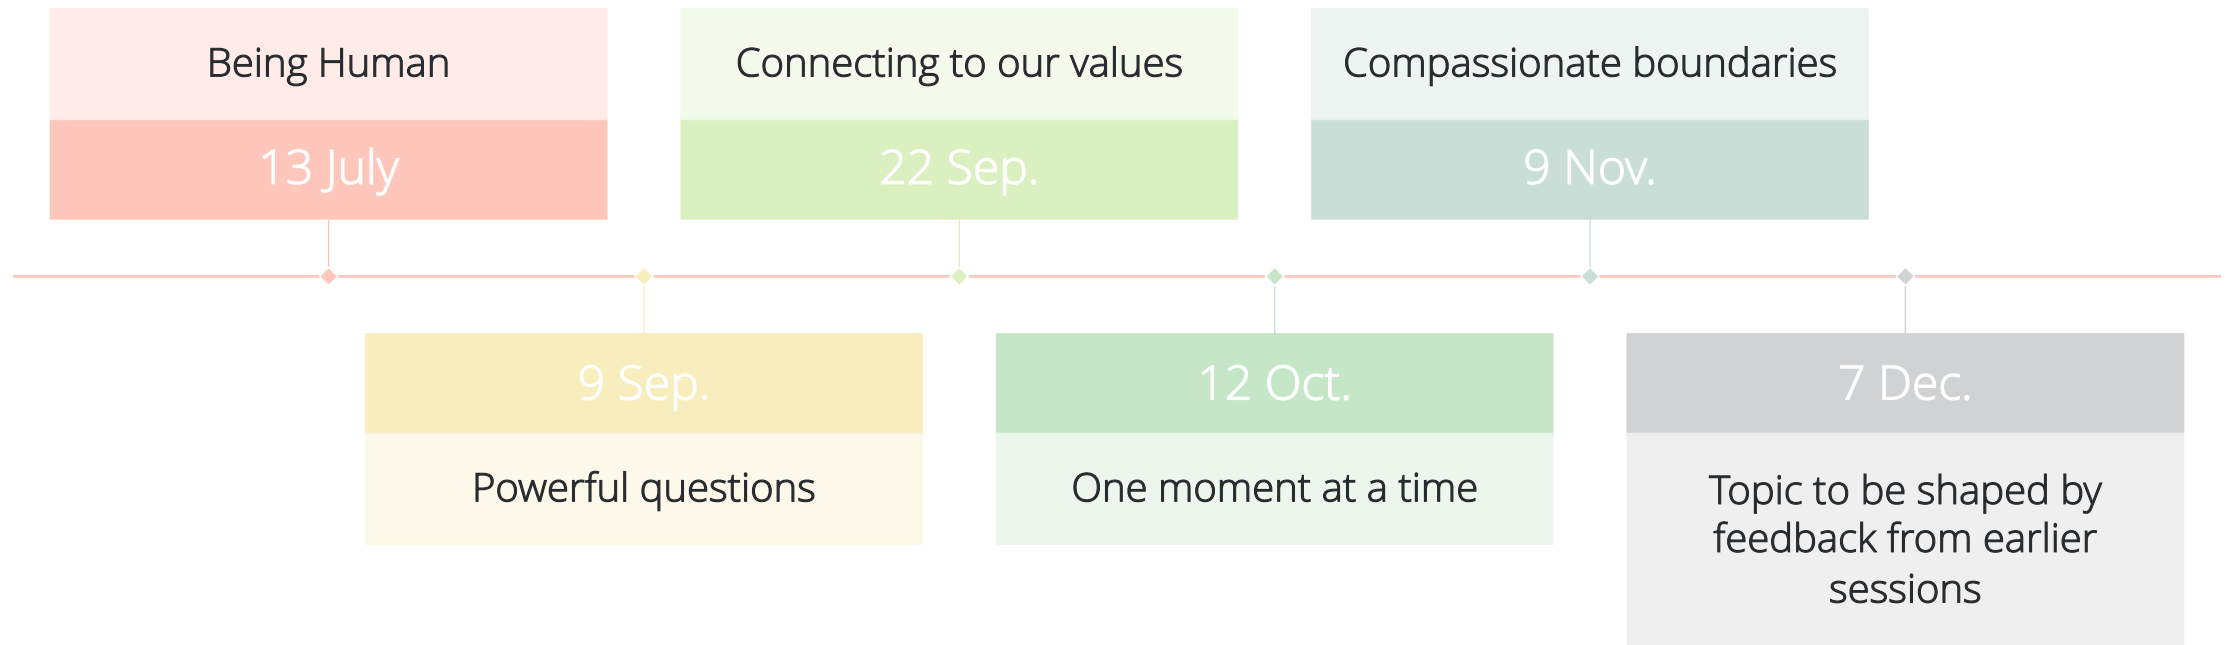 Being Human
13 July
9 Sep.
Powerful questions
Connecting to our values
22 Sep.
12 Oct.
One moment at a time
Compassionate boundaries
9 Nov.
7 Dec.
Topic to be shaped by
feedback from earlier
sessions